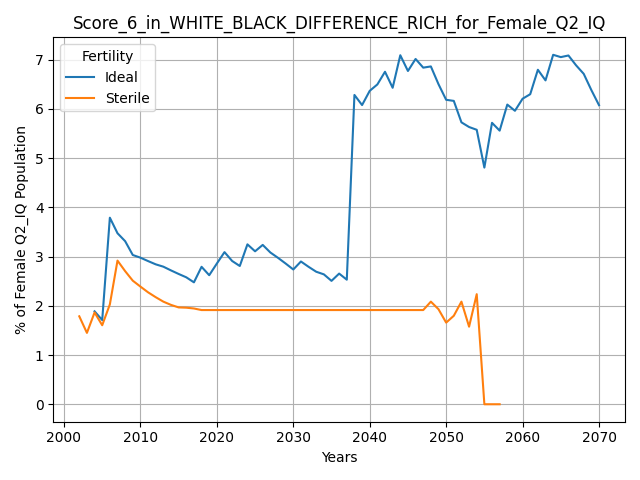 Score_6_in_WHITE_BLACK_DIFFERENCE_RICH_for_Female_Q2_IQ
Fertility
Ideal
Sterile
% of Female Q2_IQ Population
7
6
5
4
3
2
1
0
2000 2010 2020 2030 2040 2050 2060 2070
Years